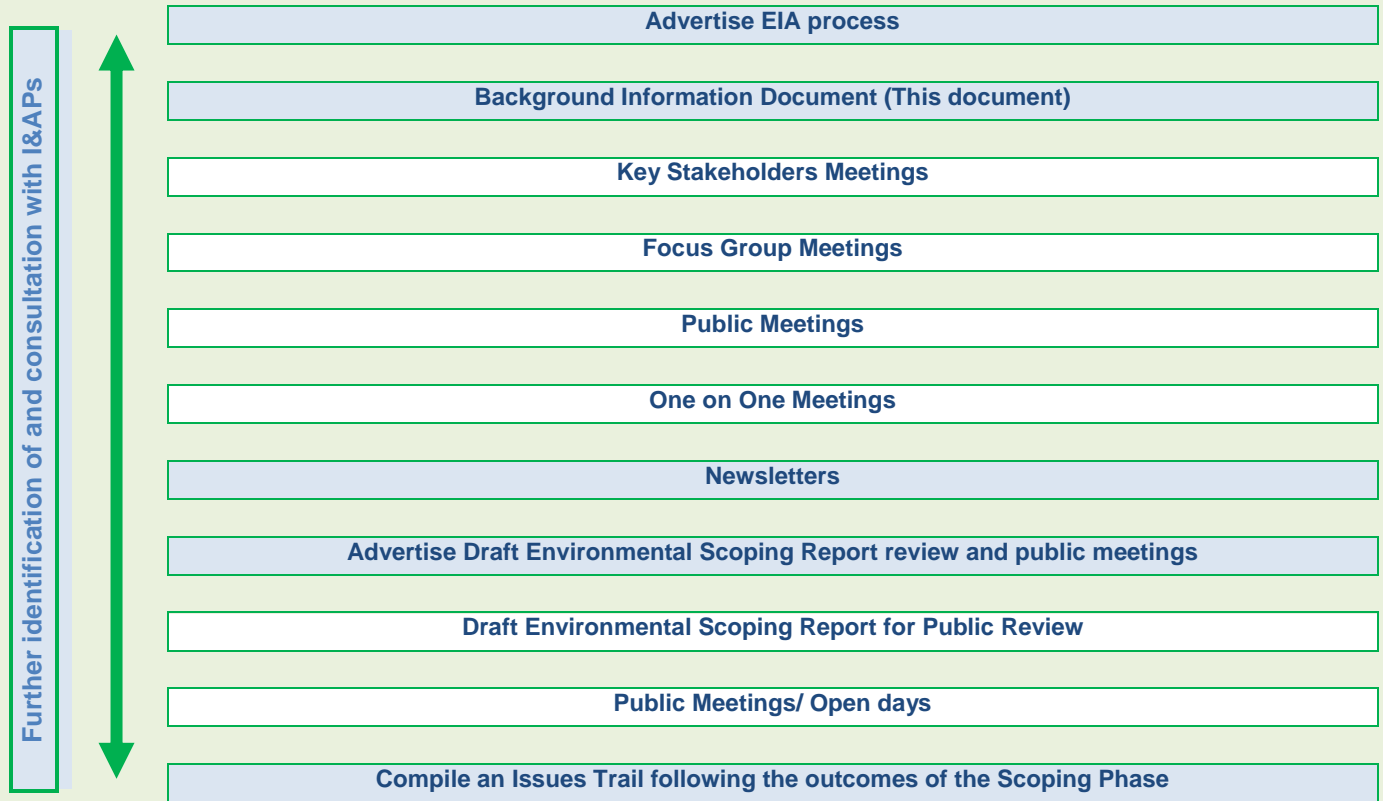 Further identification of and consultation with I&APs
Advertise EIA process
Background Information Document (This document)
Key Stakeholders Meetings
Focus Group Meetings
Public Meetings
One on One Meetings
Newsletters
Advertise Draft Environmental Scoping Report review and public meetings
Draft Environmental Scoping Report for Public Review
Public Meetings/ Open days
Compile an Issues Trail following the outcomes of the Scoping Phase